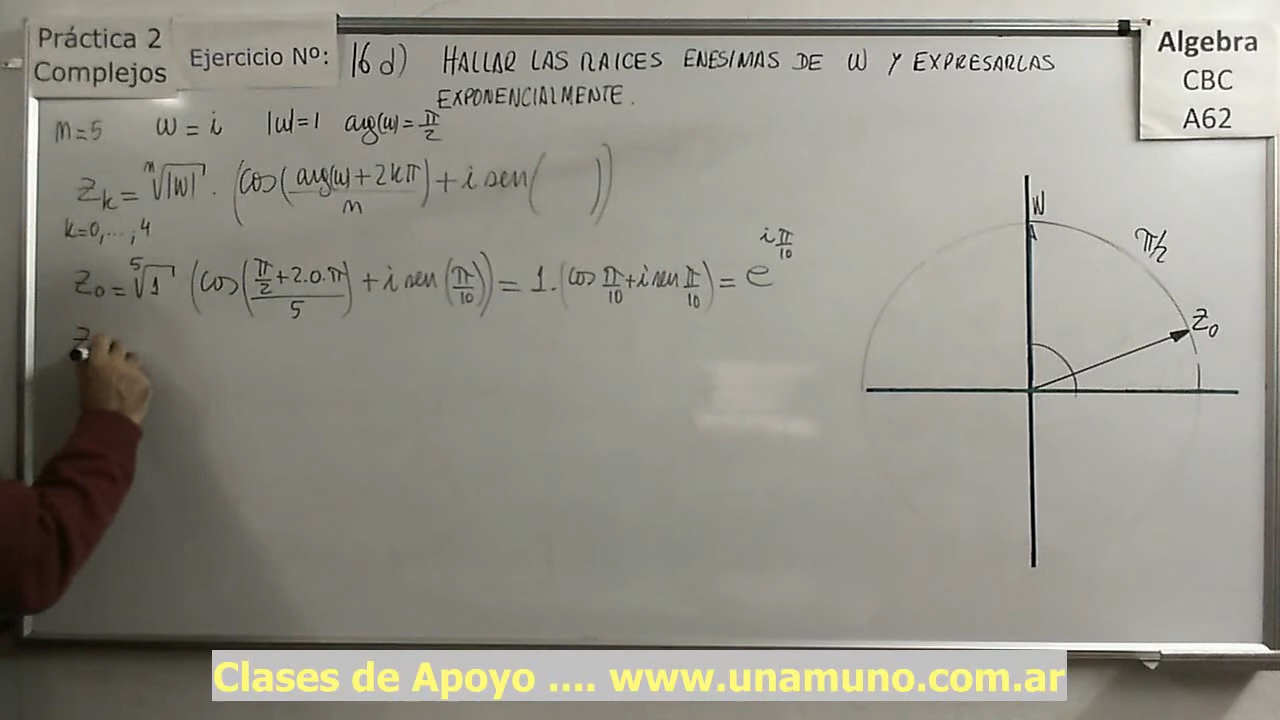 Práctica 2
Complejos
Ejercicio Nº: 16 d) HALLAR LAS RAICES ENESIMAS DE W Y EXPRESARLAS
EXPONENCIALMENTE.
Algebra
CBC
A62
n=5 w = i |w|=1 arg(w)=π/2
Z_k = ⁿ√|w| . (cos((arg(w)+2kπ)/n) + i sen( ))
k=0,...,4
Z₀ = ⁵√1 (cos((π/2+2.0.π)/5) + i sen(π/10)) = 1.(cos π/10 + i sen π/10) = e^(i π/10)
Z
W
π/2
Z₀
Clases de Apoyo .... www.unamuno.com.ar